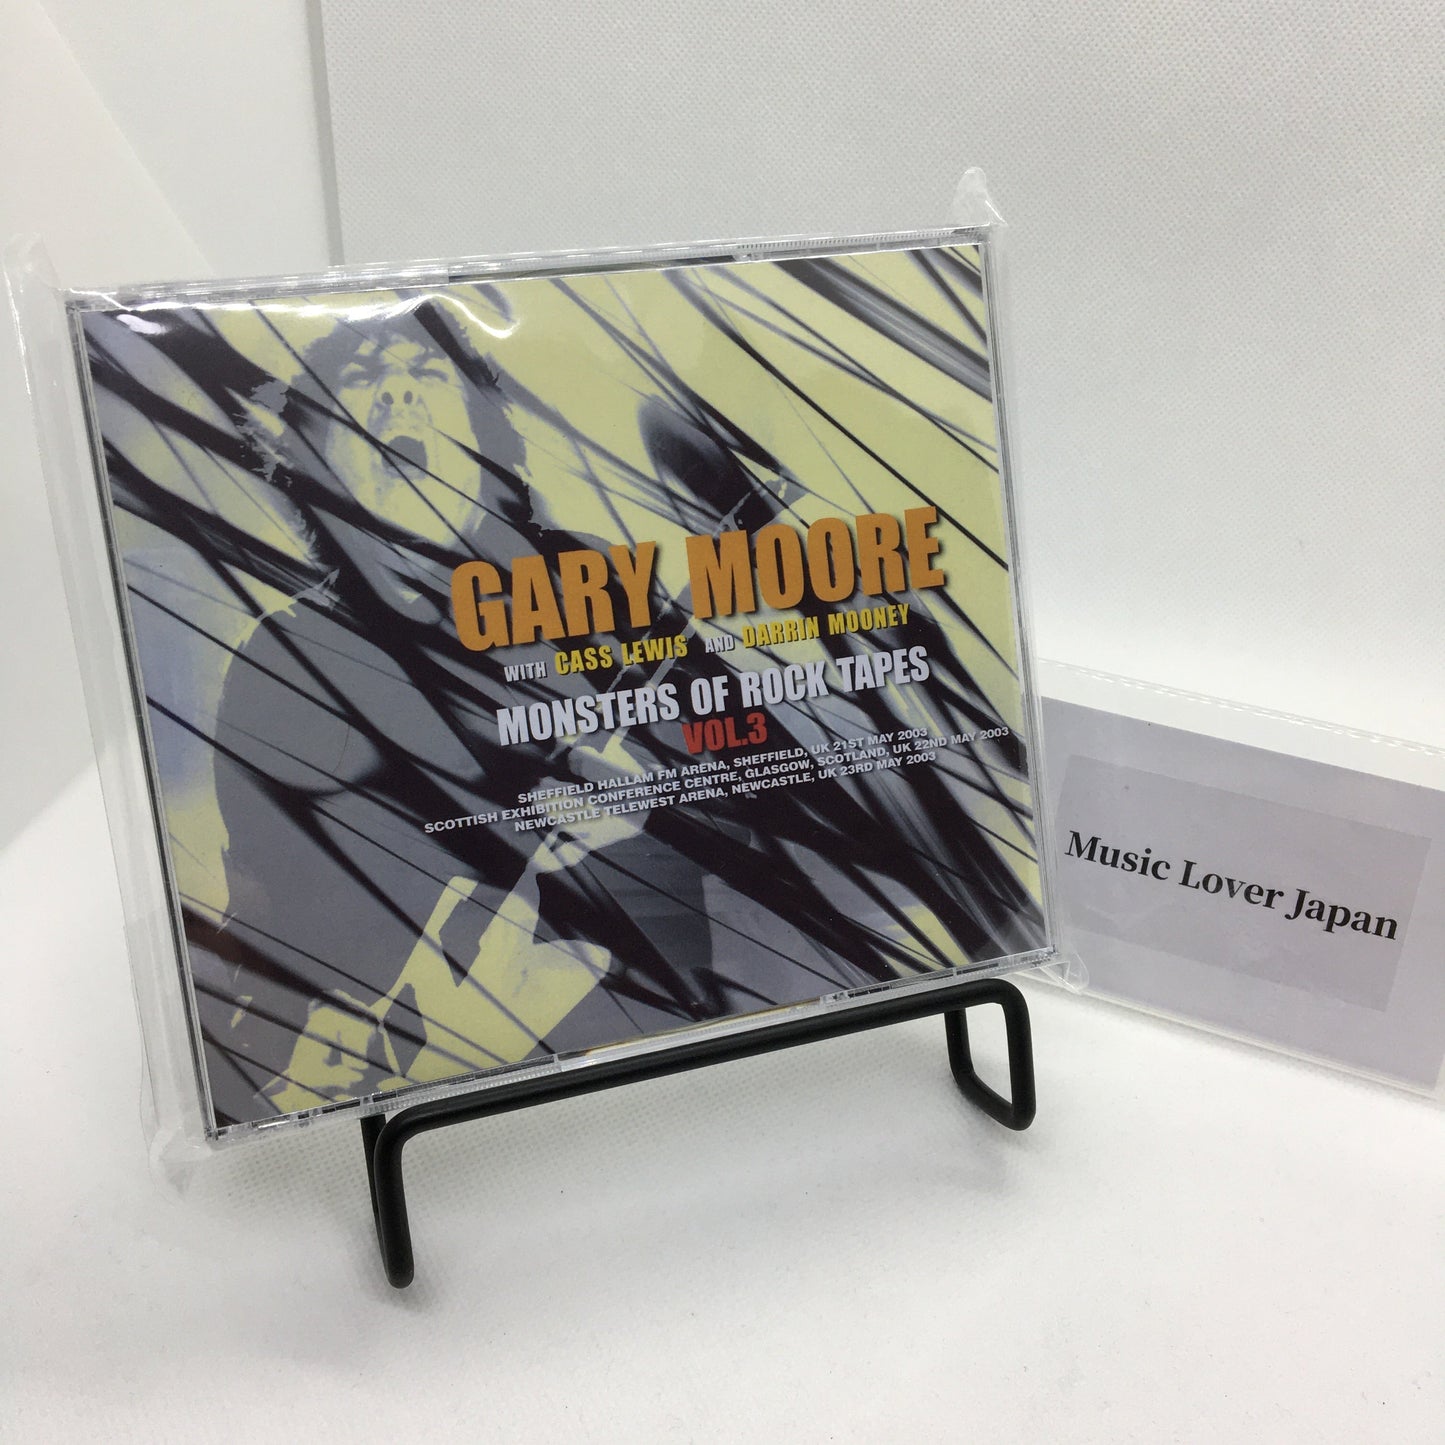 GARY MOORE
WITH CASS LEWIS AND DARRIN MOONEY
MONSTERS OF ROCK TAPES
VOL.3
SHEFFIELD HALLAM FM ARENA, SHEFFIELD, UK 21ST MAY 2003
SCOTTISH EXHIBITION CONFERENCE CENTRE, GLASGOW, SCOTLAND, UK 22ND MAY 2003
NEWCASTLE TELEWEST ARENA, NEWCASTLE, UK 23RD MAY 2003
Music Lover Japan